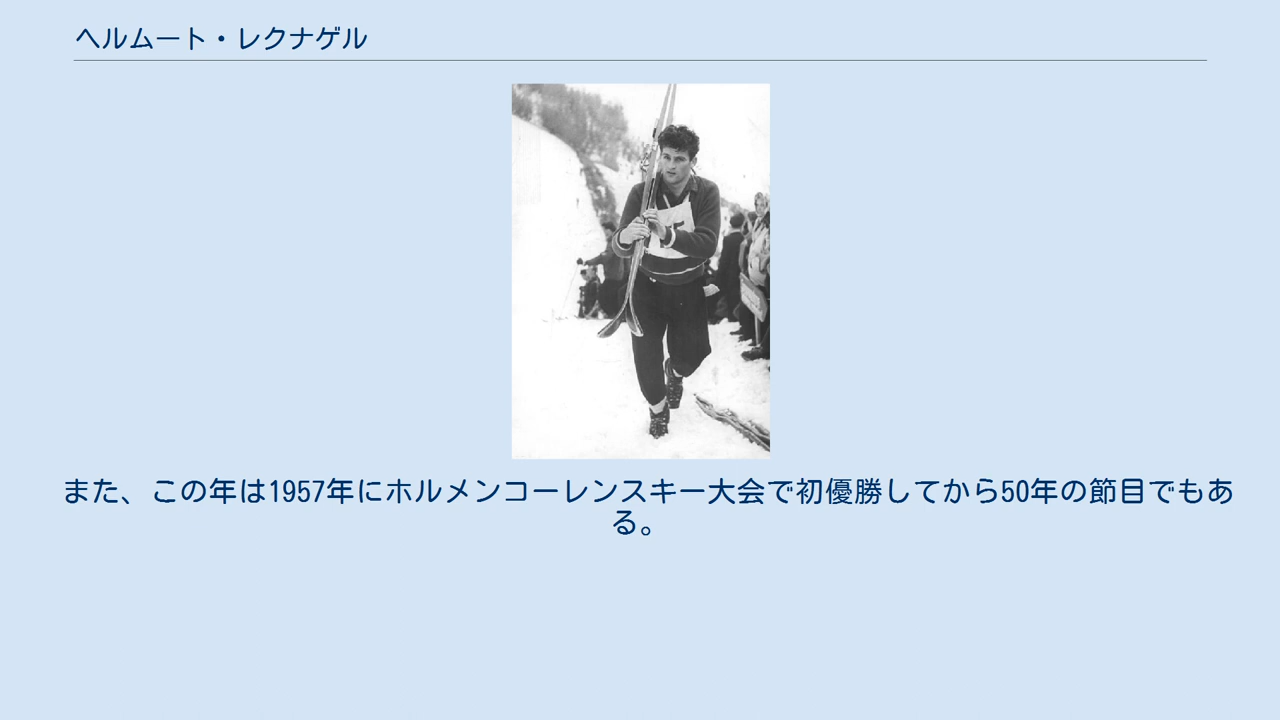 ヘルムート・レクナゲル
また、この年は1957年にホルメンコーレンスキー大会で初優勝してから50年の節目でもあ
る。